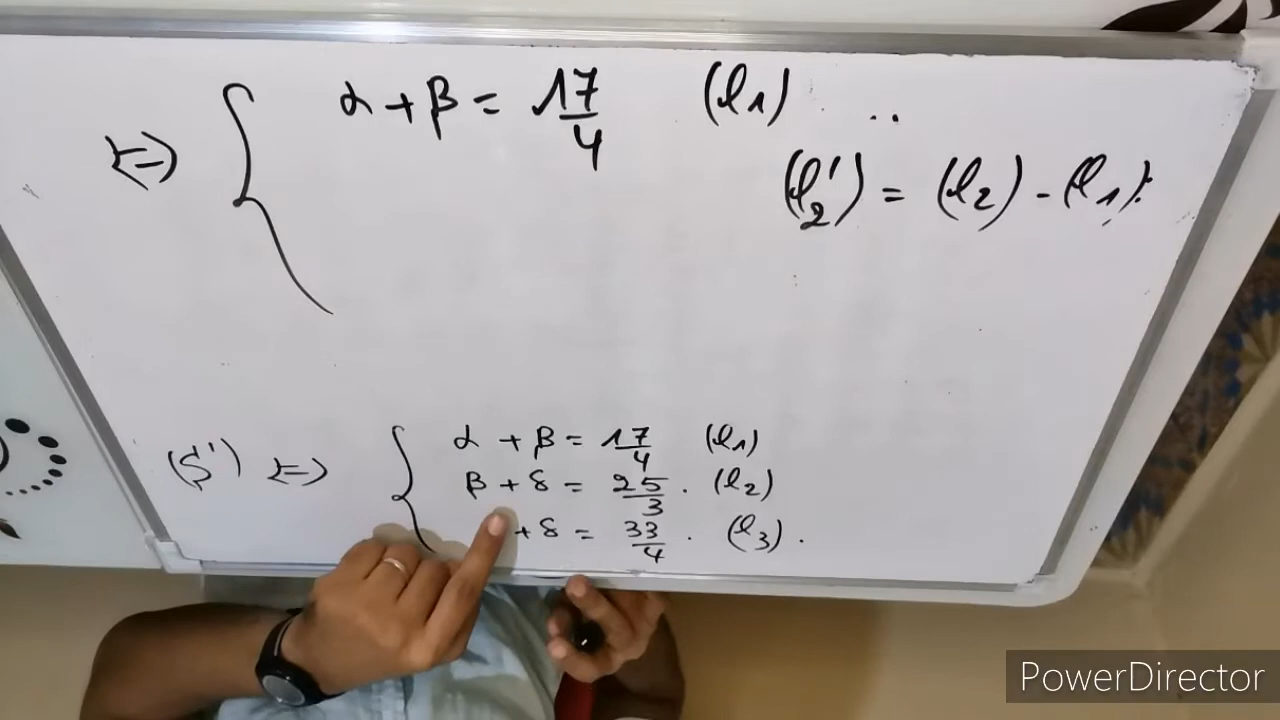 ⇔ { α + β = 17/4 (l1) ..
(l2') = (l2) - (l1).
(S') ⇔ { α + β = 17/4 (l1)
β + δ = 25/3 . (l2)
+ δ = 33/4 . (l3) .
PowerDirector